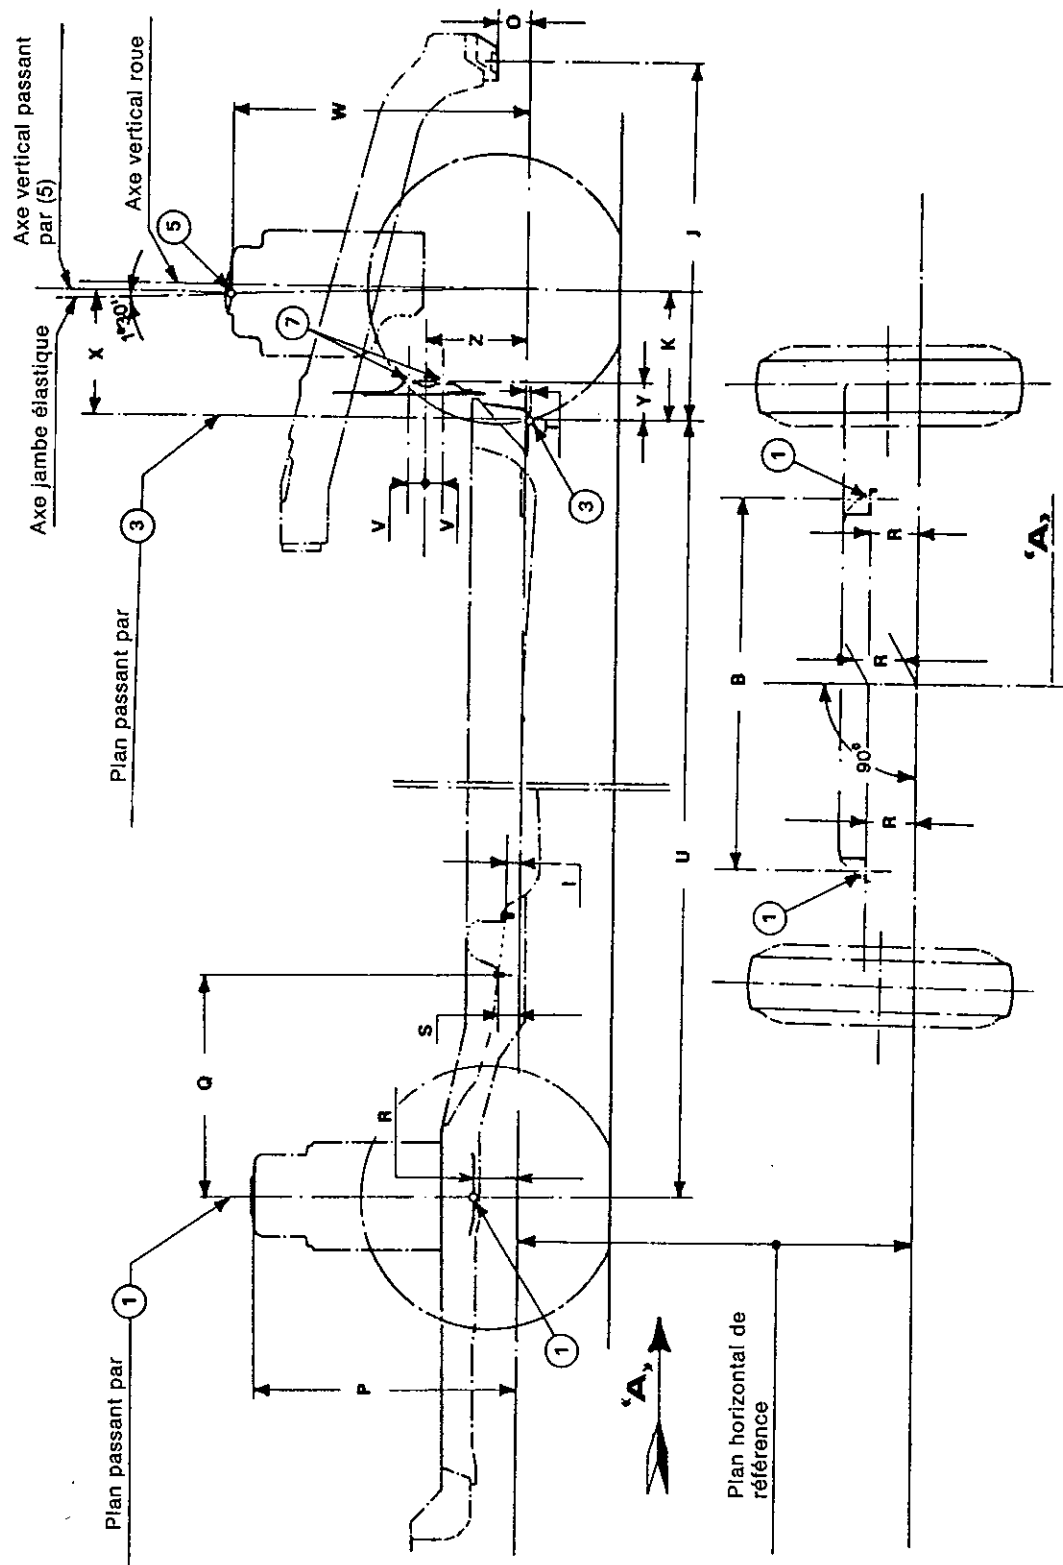 Axe vertical passant
par (5)
Axe vertical roue
Axe jambe élastique
1°30'
X
5
W
O
7
Z
K
J
Y
T
3
Plan passant par
3
V
V
U
I
S
Q
R
P
Plan passant par
1
1
"A"
Plan horizontal de
référence
1
R
B
R
90°
R
1
"A"